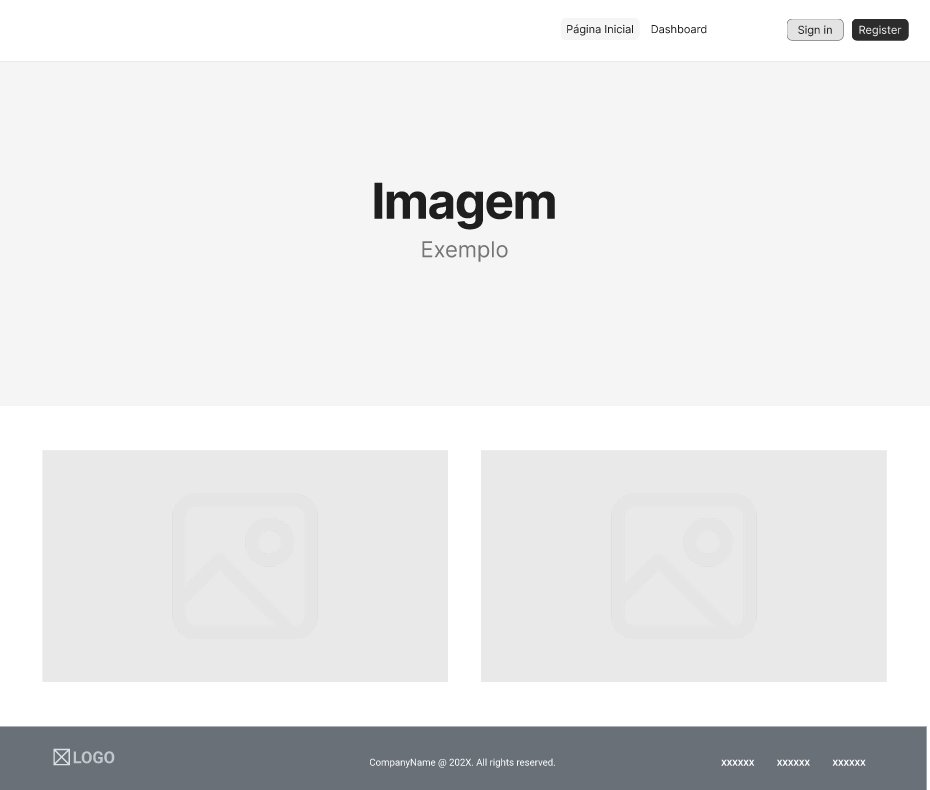 Página Inicial Dashboard Sign in Register
Imagem
Exemplo
LOGO
CompanyName @ 202X. All rights reserved.
xxxxxx xxxxxx xxxxxx